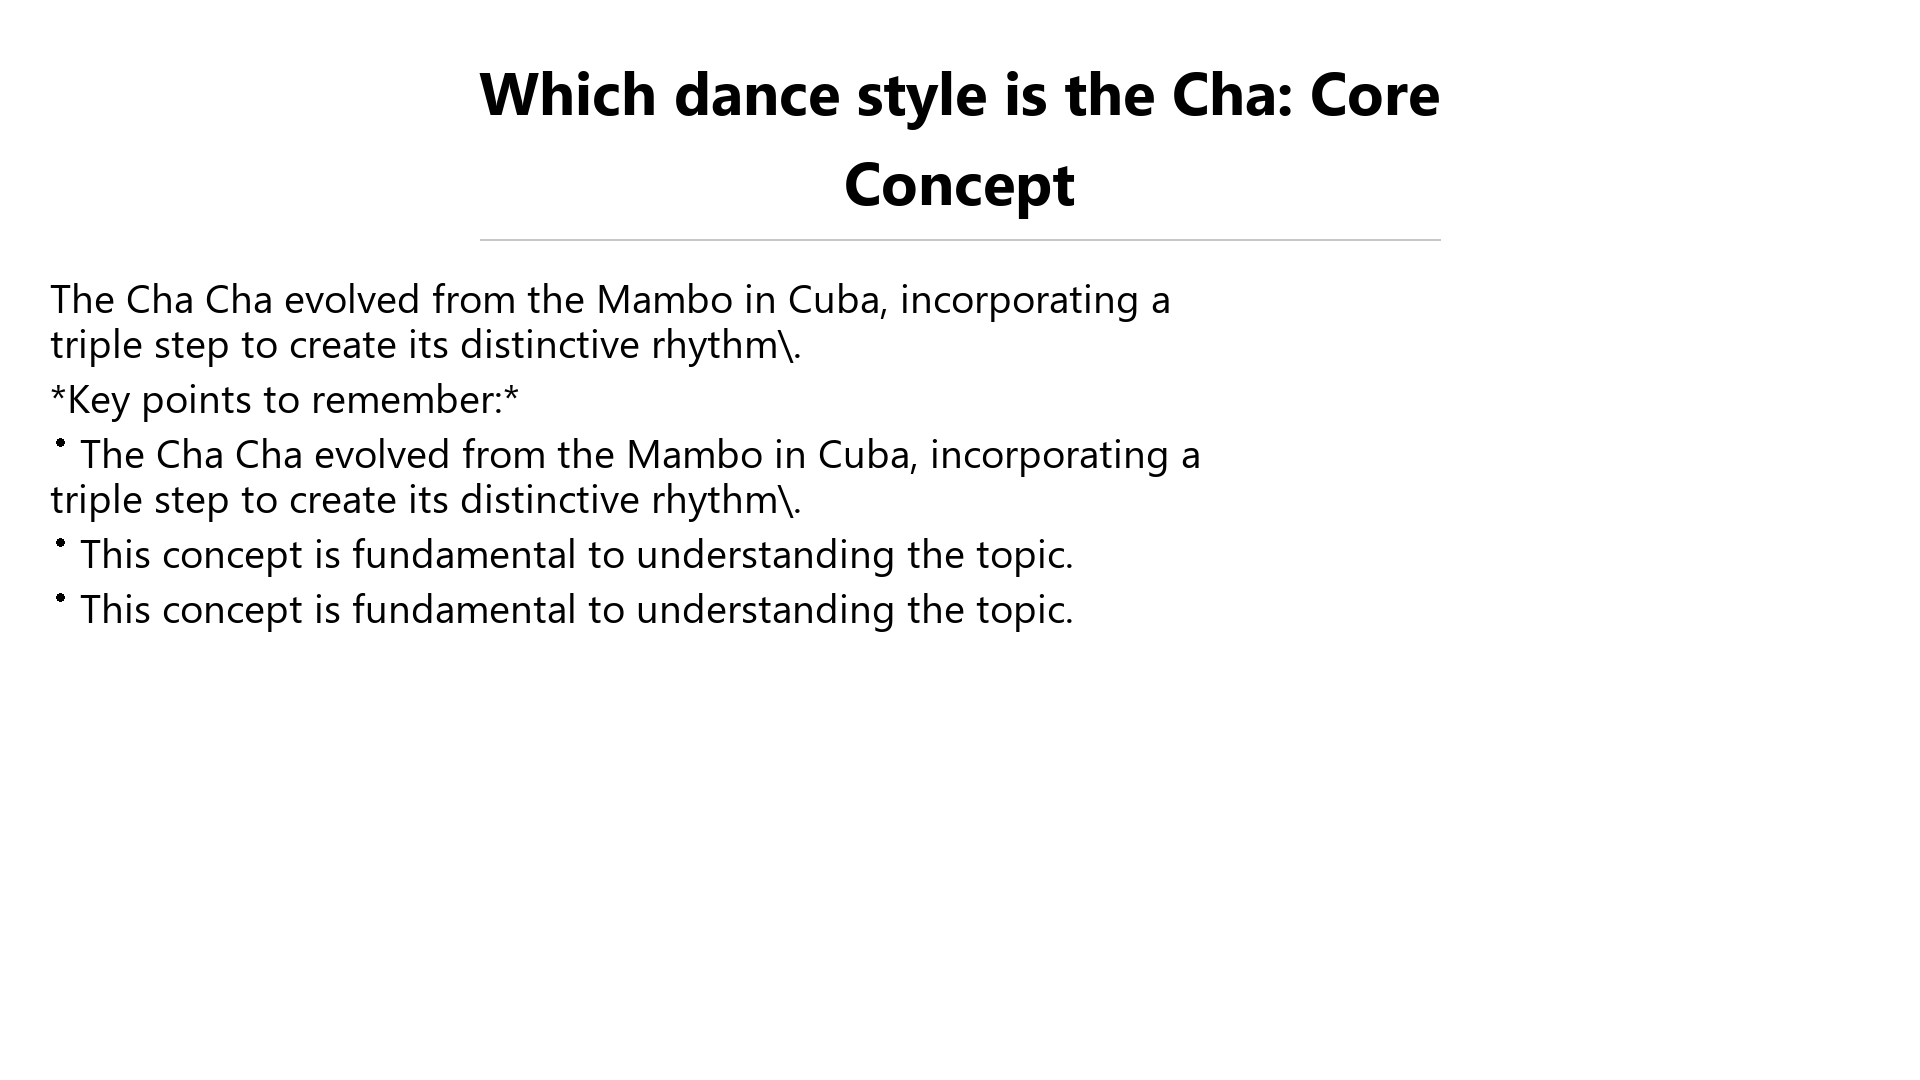 Which dance style is the Cha: Core
Concept
The Cha Cha evolved from the Mambo in Cuba, incorporating a
triple step to create its distinctive rhythm\.
*Key points to remember:*
• The Cha Cha evolved from the Mambo in Cuba, incorporating a
triple step to create its distinctive rhythm\.
• This concept is fundamental to understanding the topic.
• This concept is fundamental to understanding the topic.